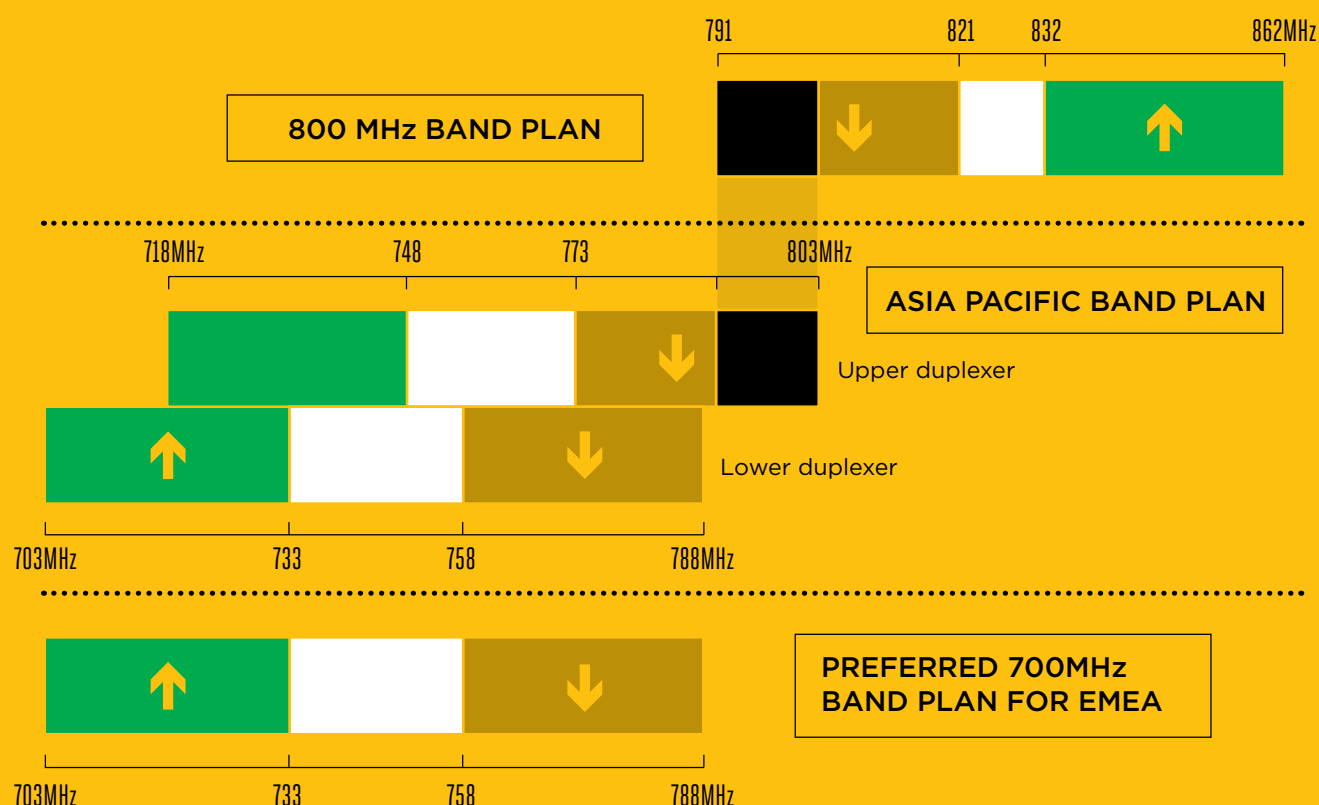 791 821 832 862MHz
800 MHz BAND PLAN
718MHz 748 773 803MHz
ASIA PACIFIC BAND PLAN
Upper duplexer
Lower duplexer
703MHz 733 758 788MHz
PREFERRED 700MHz
BAND PLAN FOR EMEA
703MHz 733 758 788MHz